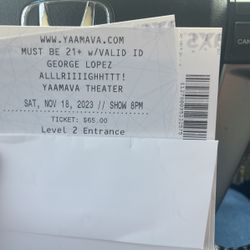 WWW.YAAMAVA.COM
MUST BE 21+ w/VALID ID
GEORGE LOPEZ
ALLLRIIIIGHHTTT!
YAAMAVA THEATER
SAT, NOV 18, 2023 // SHOW 8PM
TICKET: $65.00
Level 2 Entrance
CAN